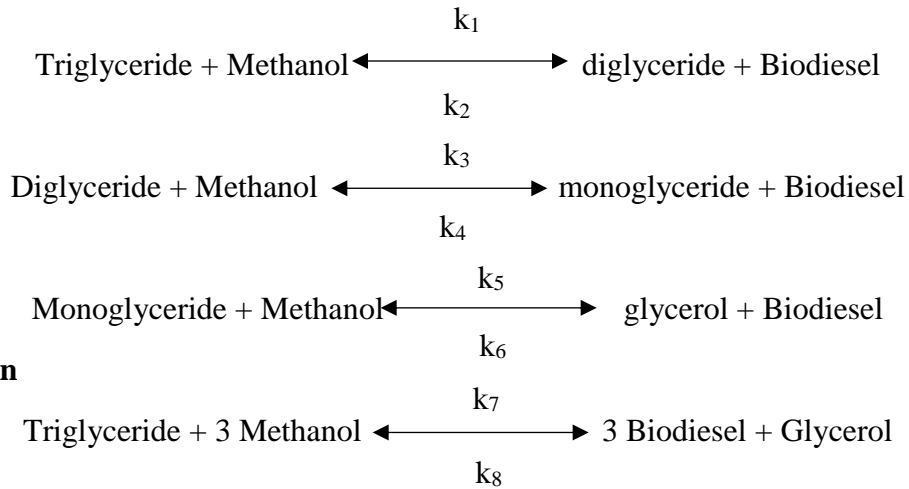 k₁
Triglyceride + Methanol diglyceride + Biodiesel
k₂
k₃
Diglyceride + Methanol monoglyceride + Biodiesel
k₄
k₅
Monoglyceride + Methanol glycerol + Biodiesel
k₆
n
k₇
Triglyceride + 3 Methanol 3 Biodiesel + Glycerol
k₈